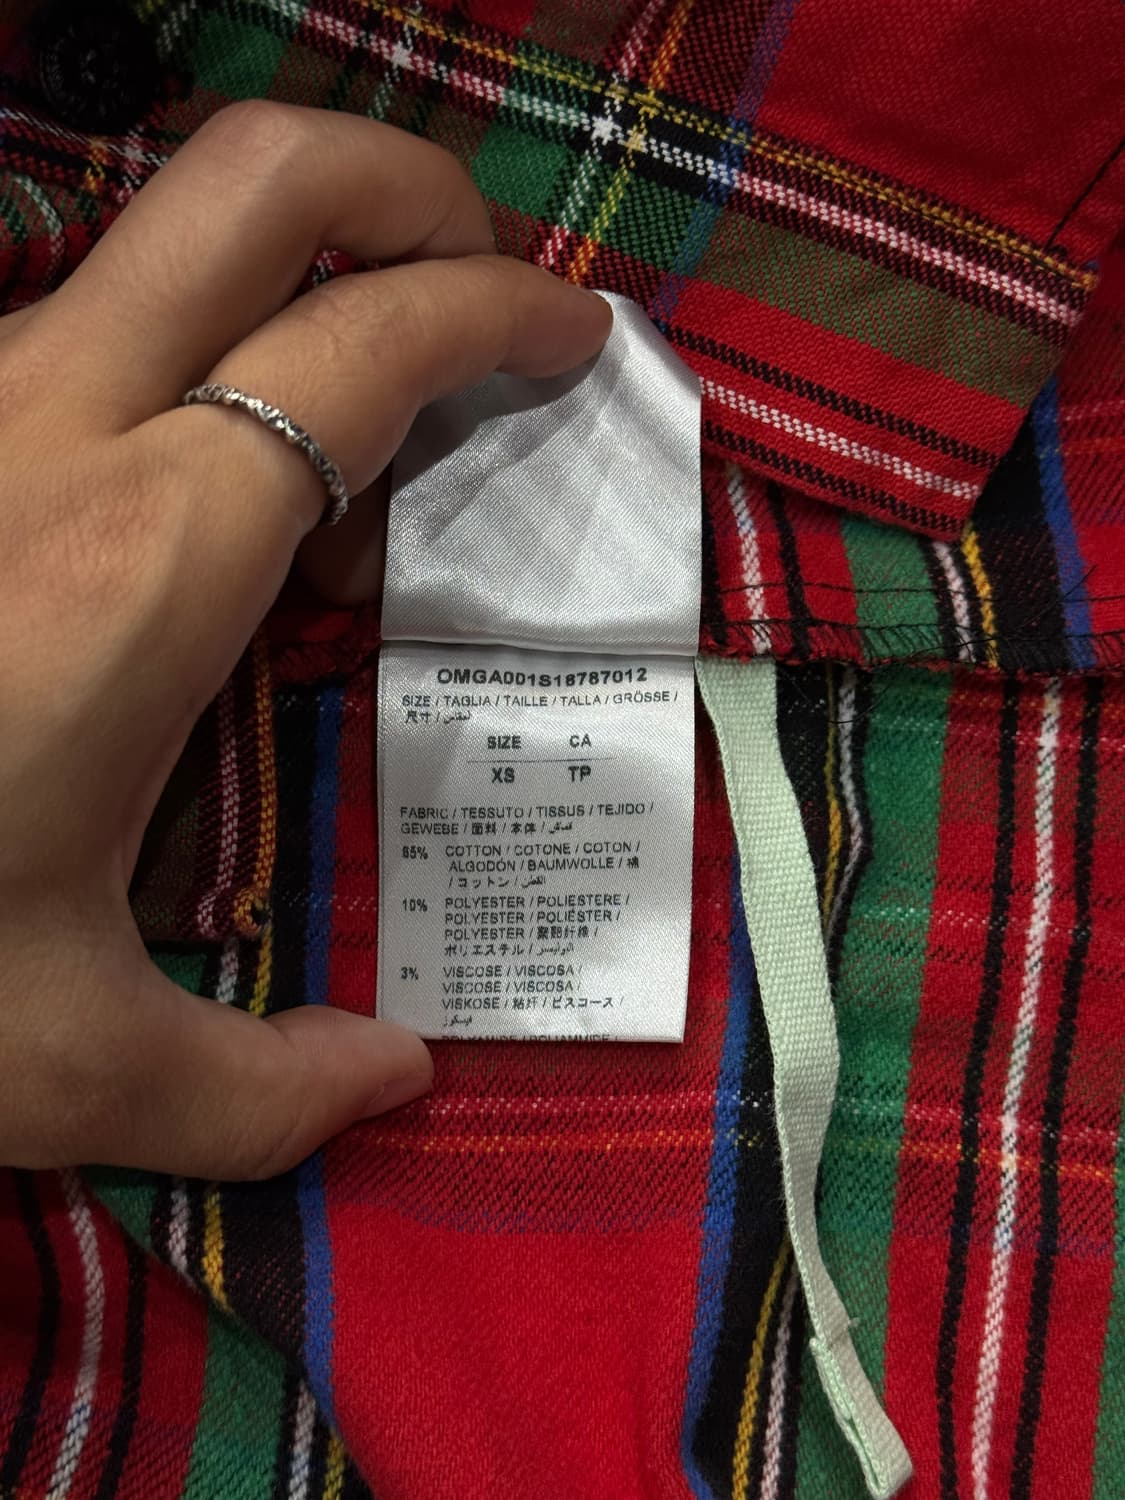 OMGA001S18787012
SIZE / TAGLIA / TAILLE / TALLA / GRÖSSE /
尺寸 / المقاس
SIZE CA
XS TP
FABRIC / TESSUTO / TISSUS / TEJIDO /
GEWEBE / 面料 / 本体 / قماش
85% COTTON / COTONE / COTON /
ALGODÓN / BAUMWOLLE / 棉
/ コットン / القطن
10% POLYESTER / POLIESTERE /
POLYESTER / POLIÉSTER /
POLYESTER / 聚酯纤维 /
ポリエステル / البوليستر
3% VISCOSE / VISCOSA /
VISCOSE / VISCOSA /
VISKOSE / 粘纤 / ビスコース /
فيسكوز
POLYAMIDE / POLIAMMIDE /